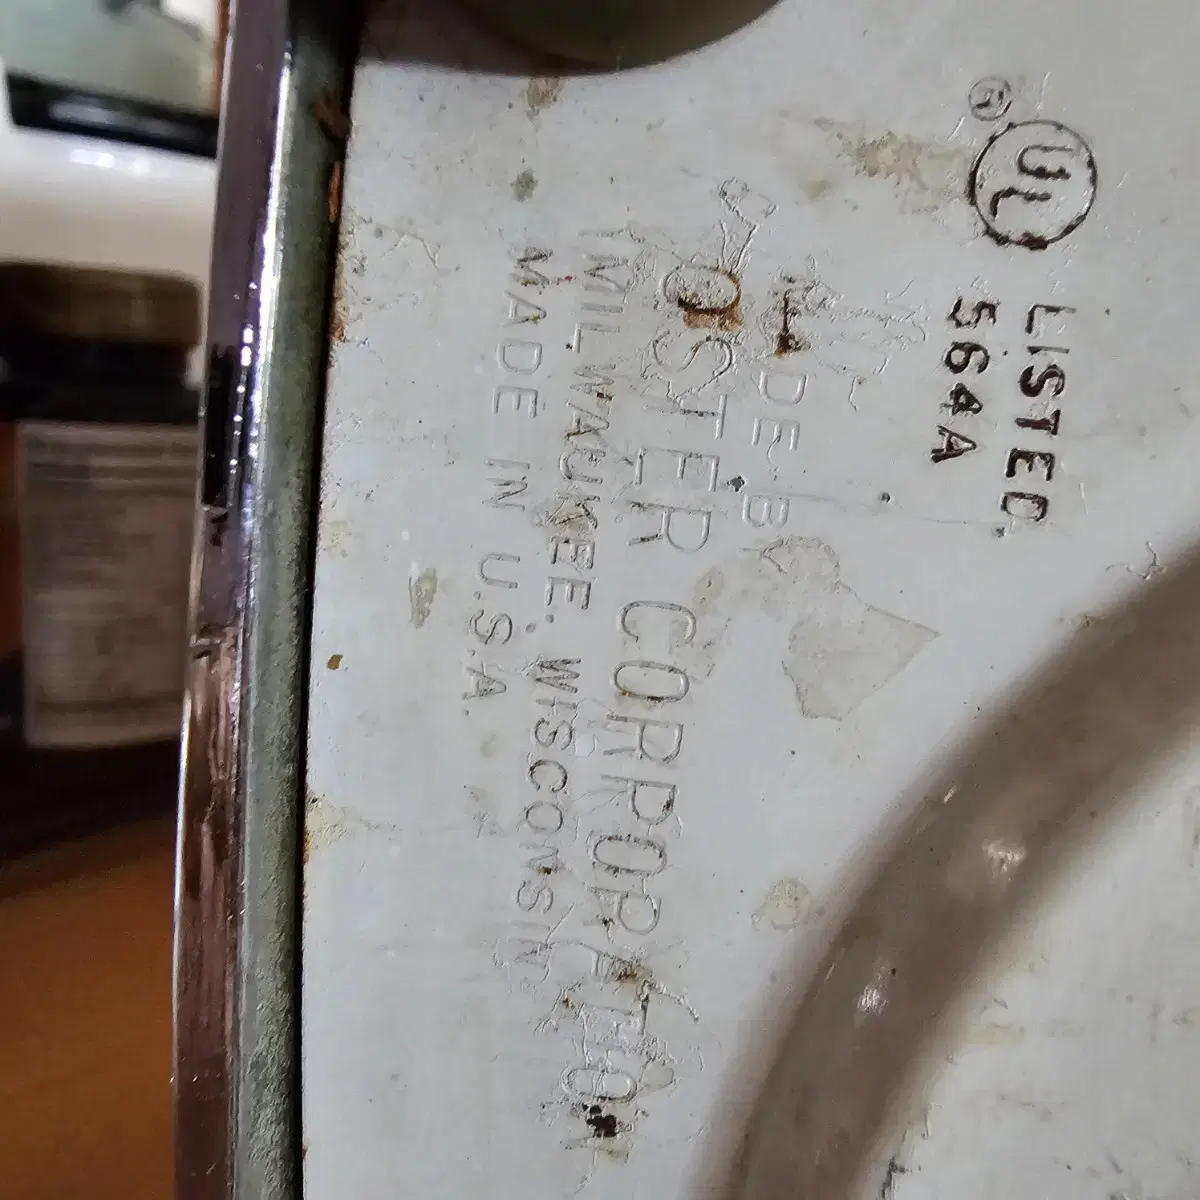 UL
LISTED
564A
MADE BY
OSTER CORPORATION
MILWAUKEE. WISCONSIN
MADE IN U.S.A.